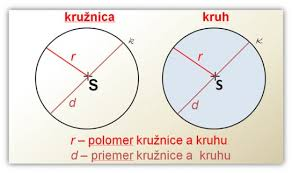 kružnica kruh
k K
r r
S S
d d
r – polomer kružnice a kruhu
d – priemer kružnice a kruhu